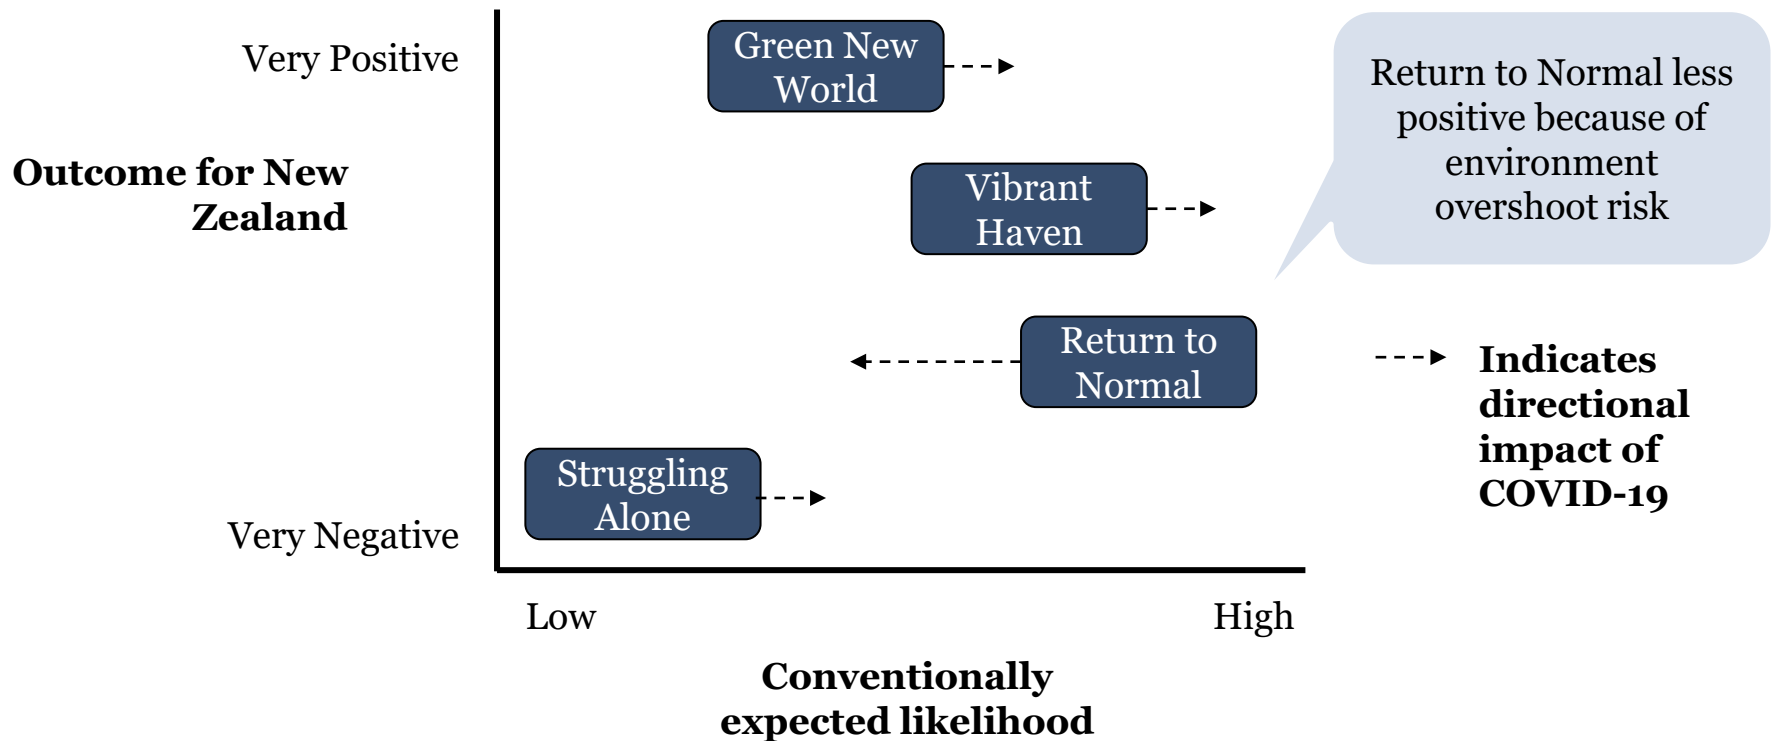 Very Positive
Outcome for New
Zealand
Very Negative
Green New
World
Vibrant
Haven
Return to
Normal
Struggling
Alone
Return to Normal less
positive because of
environment
overshoot risk
Indicates
directional
impact of
COVID-19
Low
High
Conventionally
expected likelihood